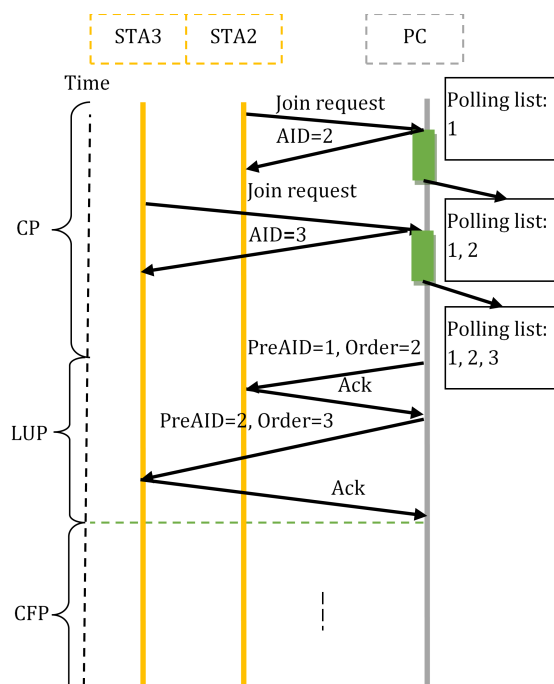 STA3
STA2
PC
Time
Join request
Polling list:
1
AID=2
Join request
CP
AID=3
Polling list:
1, 2
Polling list:
1, 2, 3
PreAID=1, Order=2
Ack
PreAID=2, Order=3
LUP
Ack
CFP